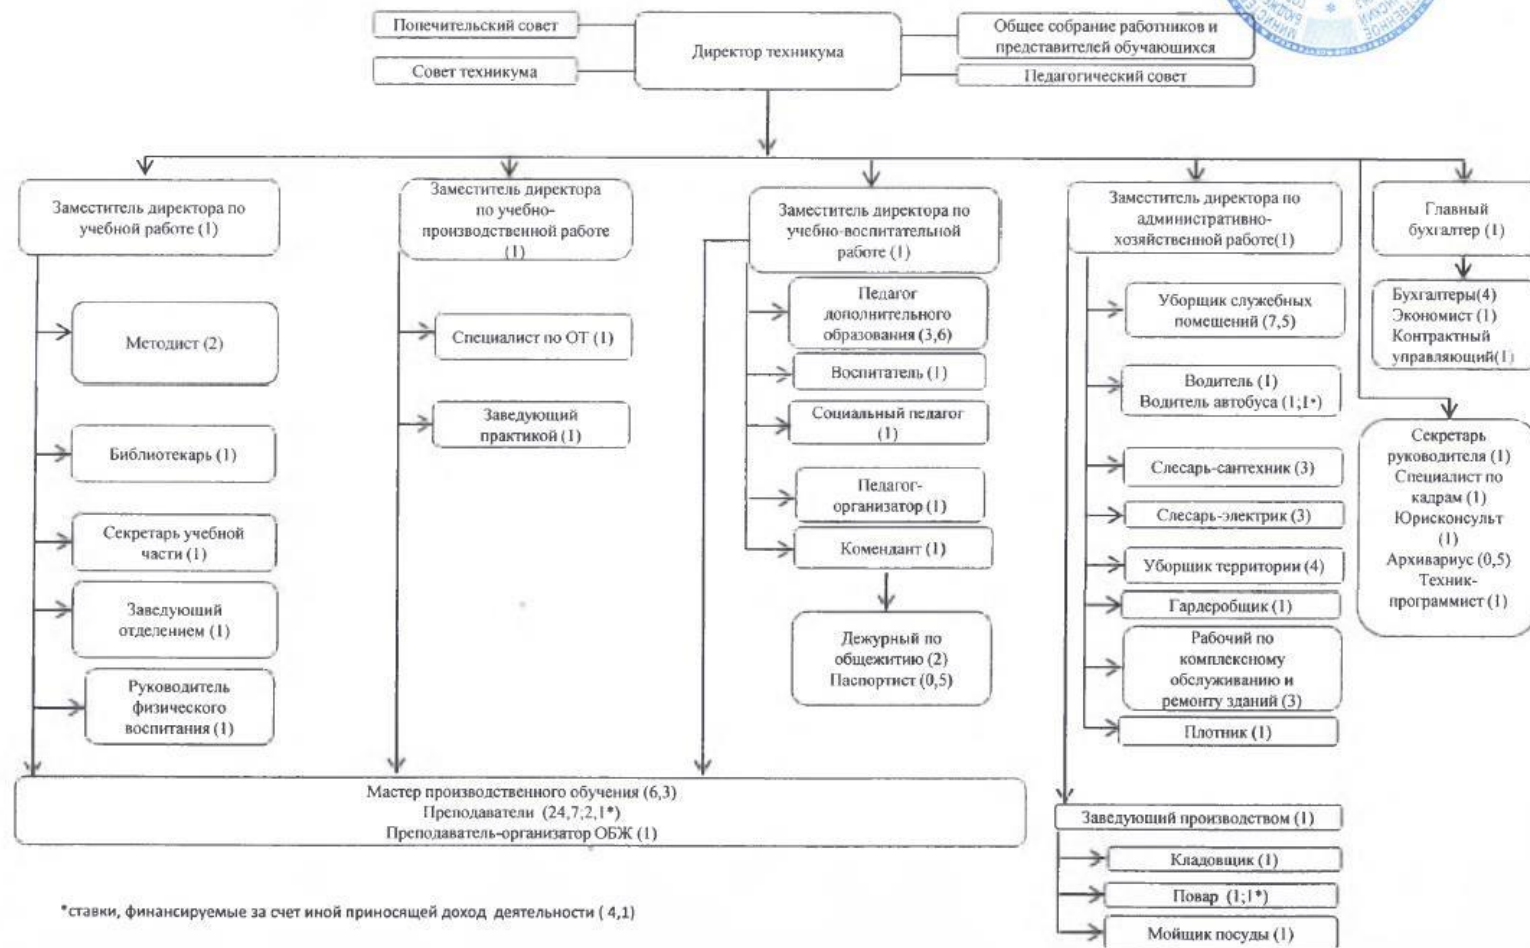 Попечительский совет
Совет техникума
Директор техникума
Общее собрание работников и
представителей обучающихся
Педагогический совет
Заместитель директора по
учебной работе (1)
Методист (2)
Библиотекарь (1)
Секретарь учебной
части (1)
Заведующий
отделением (1)
Руководитель
физического
воспитания (1)
Заместитель директора
по учебно-
производственной работе
(1)
Специалист по ОТ (1)
Заведующий
практикой (1)
Заместитель директора по
учебно-воспитательной
работе (1)
Педагог
дополнительного
образования (3,6)
Воспитатель (1)
Социальный педагог
(1)
Педагог-
организатор (1)
Комендант (1)
Дежурный по
общежитию (2)
Паспортист (0,5)
Заместитель директора по
административно-
хозяйственной работе(1)
Уборщик служебных
помещений (7,5)
Водитель (1)
Водитель автобуса (1;1*)
Слесарь-сантехник (3)
Слесарь-электрик (3)
Уборщик территории (4)
Гардеробщик (1)
Рабочий по
комплексному
обслуживанию и
ремонту зданий (3)
Плотник (1)
Главный
бухгалтер (1)
Бухгалтеры(4)
Экономист (1)
Контрактный
управляющий(1)
Секретарь
руководителя (1)
Специалист по
кадрам (1)
Юрисконсульт
(1)
Архивариус (0,5)
Техник-
программист (1)
Мастер производственного обучения (6,3)
Преподаватели (24,7;2,1*)
Преподаватель-организатор ОБЖ (1)
Заведующий производством (1)
Кладовщик (1)
Повар (1;1*)
Мойщик посуды (1)
*ставки, финансируемые за счет иной приносящей доход деятельности ( 4,1)